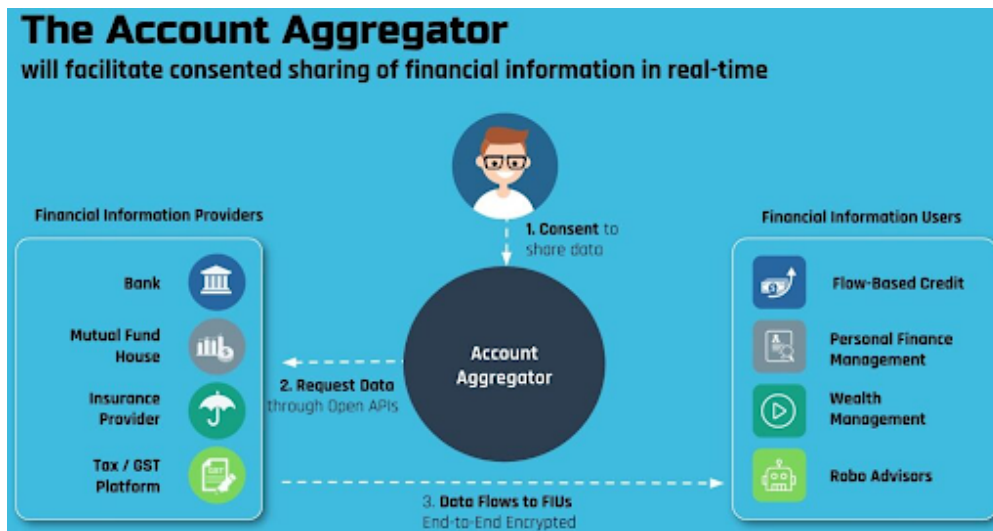 The Account Aggregator
will facilitate consented sharing of financial information in real-time
Financial Information Providers
Bank
Mutual Fund
House
Insurance
Provider
Tax / GST
Platform
GST
1. Consent to
share data
Account
Aggregator
2. Request Data
through Open APIs
3. Data Flows to FIUs
End-to-End Encrypted
Financial Information Users
Flow-Based Credit
Personal Finance
Management
Wealth
Management
Robo Advisors